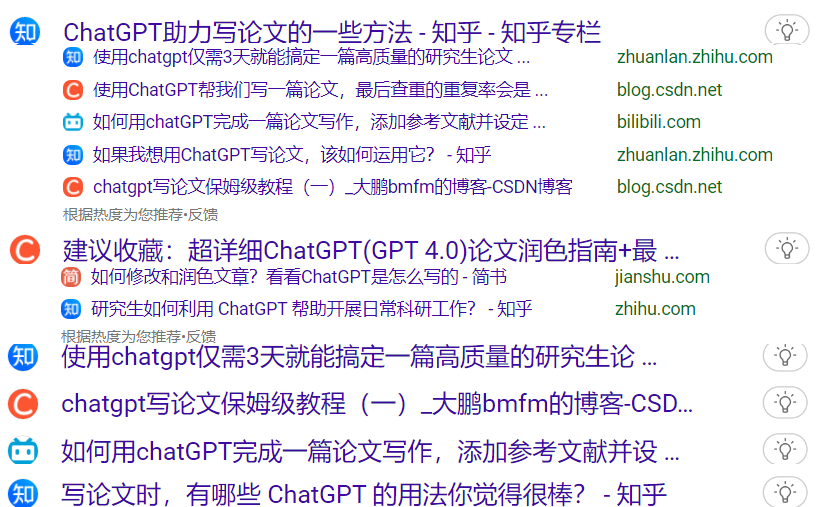 知 ChatGPT助力写论文的一些方法 - 知乎 - 知乎专栏
知 使用chatgpt仅需3天就能搞定一篇高质量的研究生论文 ... zhuanlan.zhihu.com
C 使用ChatGPT帮我们写一篇论文，最后查重的重复率会是 ... blog.csdn.net
如何用chatGPT完成一篇论文写作，添加参考文献并设定 ... bilibili.com
知 如果我想用ChatGPT写论文，该如何运用它？ - 知乎 zhuanlan.zhihu.com
C chatgpt写论文保姆级教程（一）_大鹏bmfm的博客-CSDN博客 blog.csdn.net
根据热度为您推荐•反馈
C 建议收藏：超详细ChatGPT(GPT 4.0)论文润色指南+最 ...
简 如何修改和润色文章？看看ChatGPT是怎么写的 - 简书 jianshu.com
知 研究生如何利用 ChatGPT 帮助开展日常科研工作？ - 知乎 zhihu.com
根据热度为您推荐•反馈
知 使用chatgpt仅需3天就能搞定一篇高质量的研究生论 ...
C chatgpt写论文保姆级教程（一）_大鹏bmfm的博客-CSD...
如何用chatGPT完成一篇论文写作，添加参考文献并设 ...
知 写论文时，有哪些 ChatGPT 的用法你觉得很棒？ - 知乎